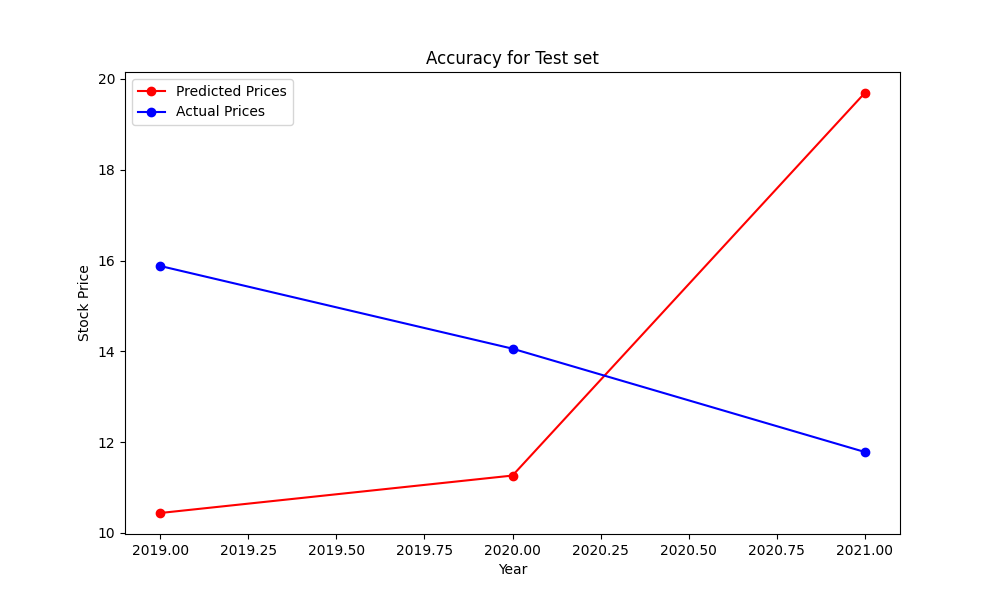 Accuracy for Test set
Predicted Prices
Actual Prices
20
18
16
14
12
10
Stock Price
2019.00 2019.25 2019.50 2019.75 2020.00 2020.25 2020.50 2020.75 2021.00
Year